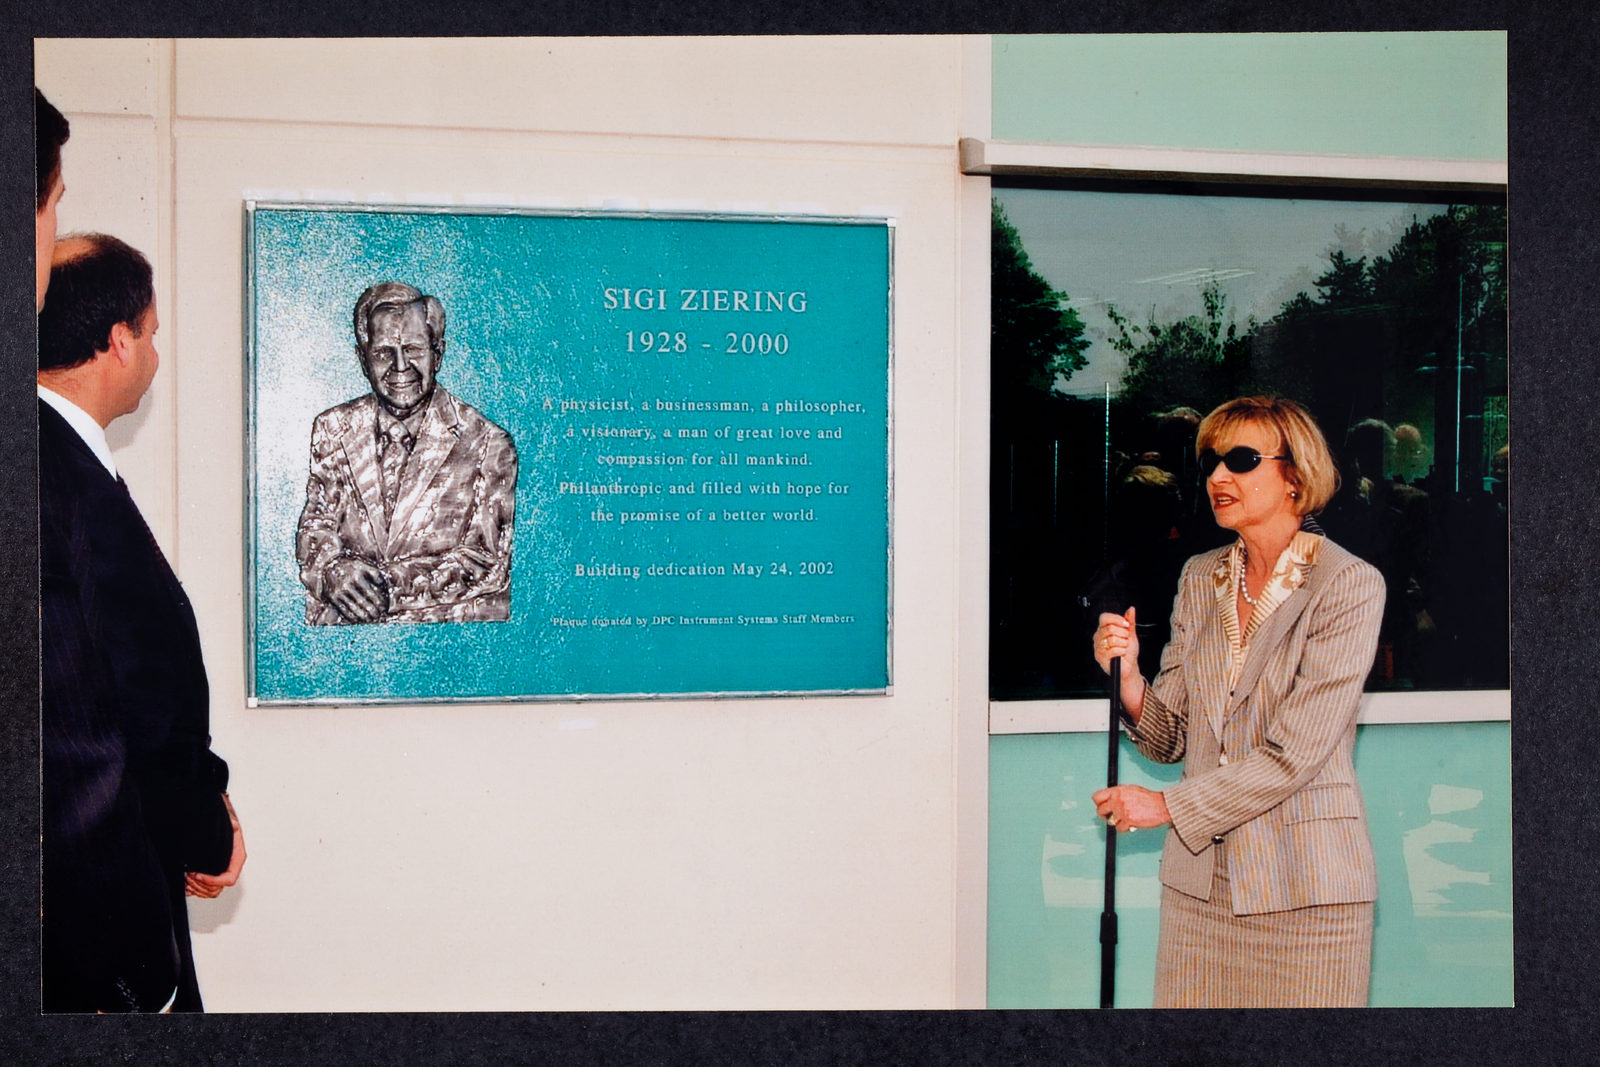 SIGI ZIERING
1928 - 2000
A physicist, a businessman, a philosopher,
a visionary, a man of great love and
compassion for all mankind.
Philanthropic and filled with hope for
the promise of a better world.
Building dedication May 24, 2002
Plaque donated by DPC Instrument Systems Staff Members